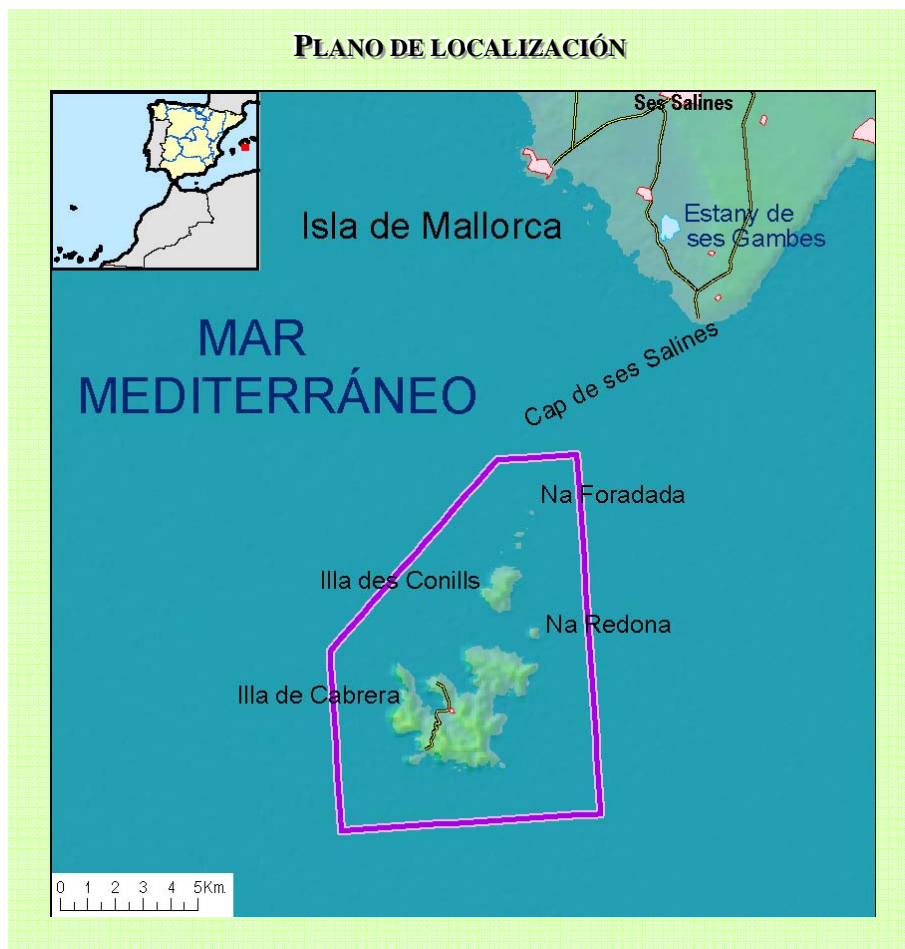 PLANO DE LOCALIZACIÓN
Ses Salines
Isla de Mallorca
Estany de
ses Gambes
MAR
MEDITERRÁNEO
Cap de ses Salines
Na Foradada
Illa des Conills
Na Redona
Illa de Cabrera
0 1 2 3 4 5Km